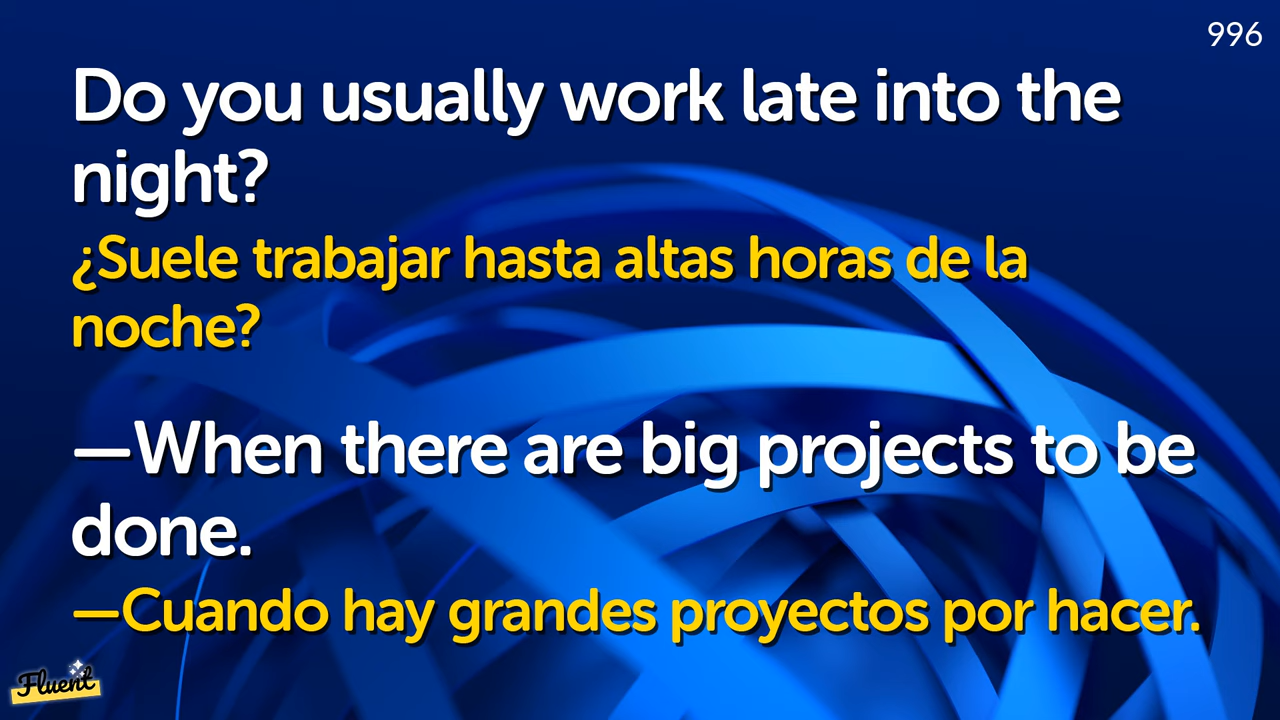 996
Do you usually work late into the
night?
¿Suele trabajar hasta altas horas de la
noche?
—When there are big projects to be
done.
—Cuando hay grandes proyectos por hacer.
Fluent